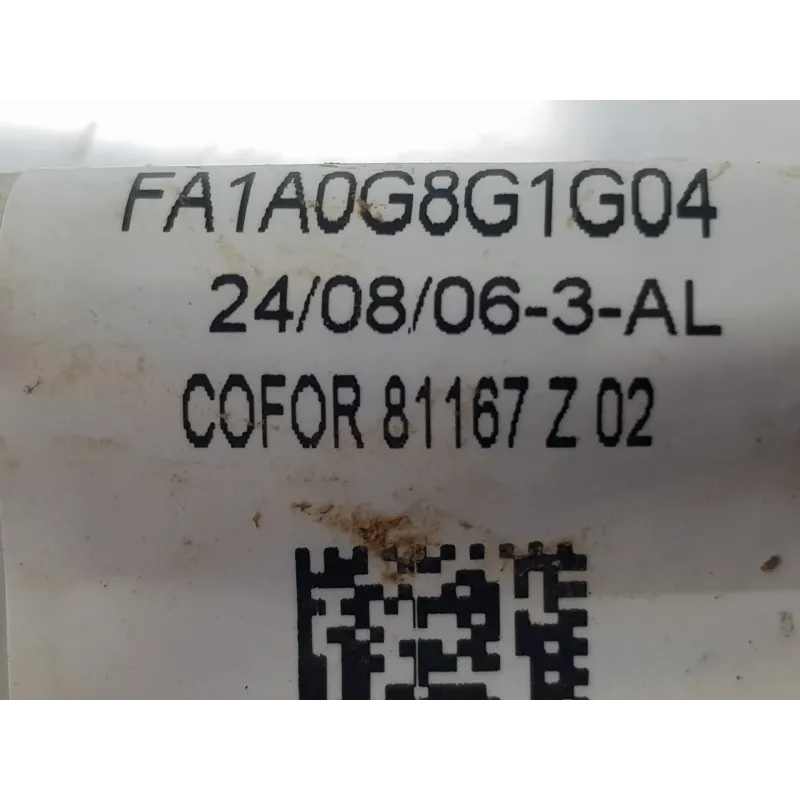 FA1A0G8G1G04
24/08/06-3-AL
COFOR 81167 Z 02